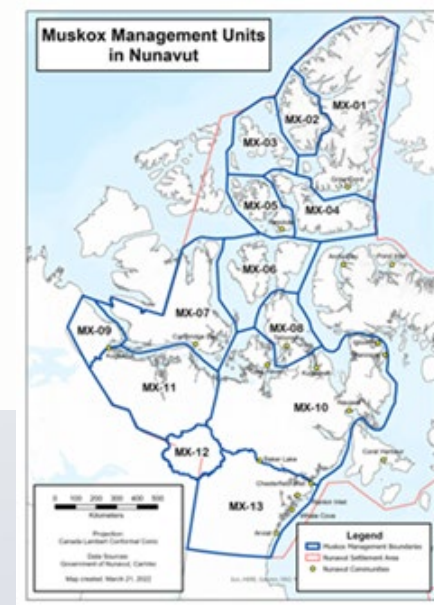 Muskox Management Units
in Nunavut
MX-01
MX-02
MX-03
Grise Fiord
MX-05
MX-04
Resolute
MX-06
Arctic Bay
Pond Inlet
MX-07
MX-08
Taloyoak
MX-09
Cambridge Bay
Kugluktuk
Igloolik
MX-11
MX-10
Naujaat
MX-12
Baker Lake
Coral Harbour
Chesterfield Inlet
Rankin Inlet
MX-13
Whale Cove
Arviat
0 100 200 300 400 500
Kilometers
Projection:
Canada Lambert Conformal Conic
Data Sources:
Government of Nunavut, CanVec
Map created: March 21, 2022
Legend
Muskox Management Boundaries
Nunavut Settlement Area
Nunavut Communities